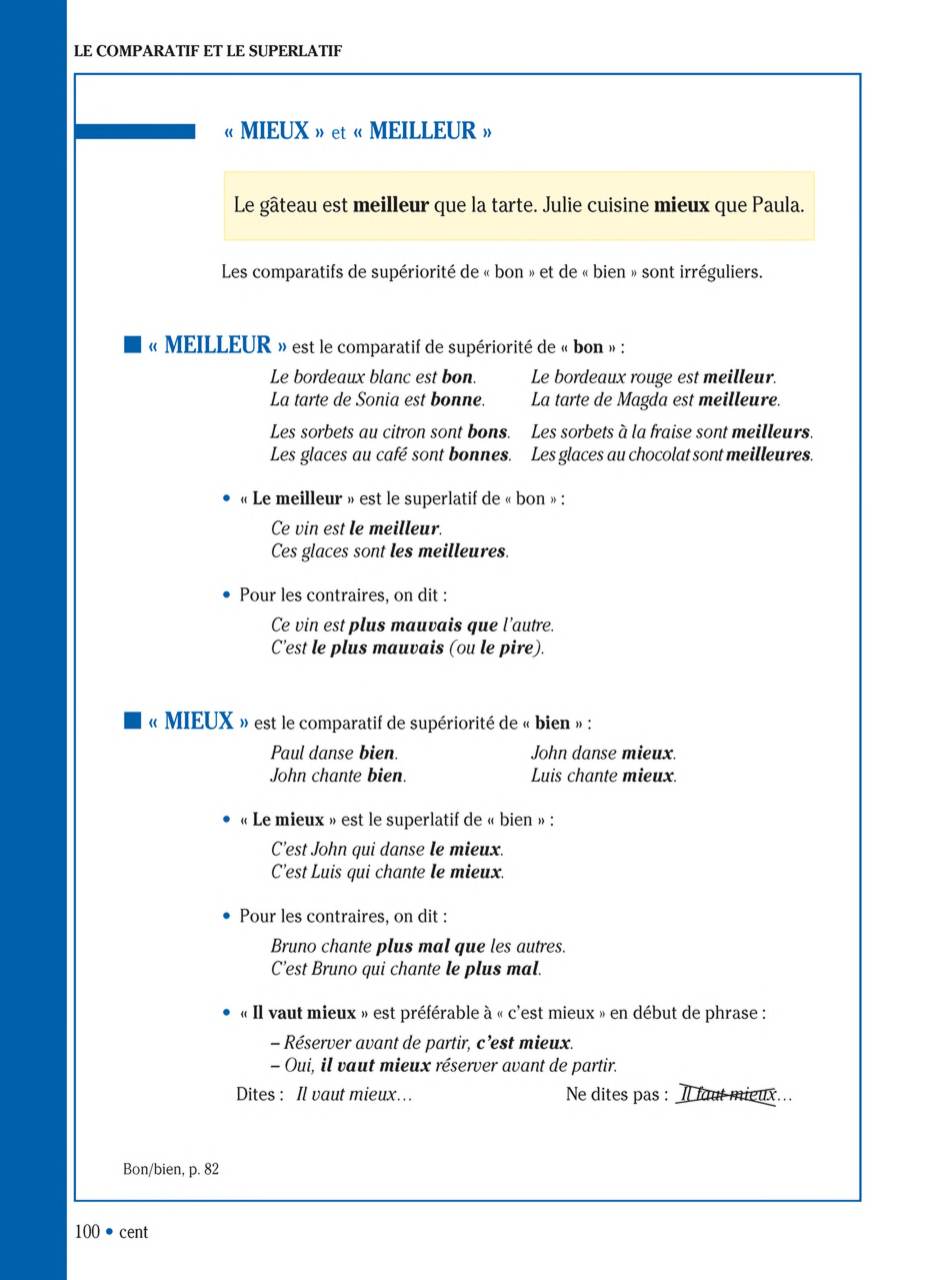 LE COMPARATIF ET LE SUPERLATIF
« MIEUX » et « MEILLEUR »
Le gâteau est meilleur que la tarte. Julie cuisine mieux que Paula.
Les comparatifs de supériorité de « bon » et de « bien » sont irréguliers.
« MEILLEUR » est le comparatif de supériorité de « bon » :
Le bordeaux blanc est bon. Le bordeaux rouge est meilleur.
La tarte de Sonia est bonne. La tarte de Magda est meilleure.
Les sorbets au citron sont bons. Les sorbets à la fraise sont meilleurs.
Les glaces au café sont bonnes. Les glaces au chocolat sont meilleures.
• « Le meilleur » est le superlatif de « bon » :
Ce vin est le meilleur.
Ces glaces sont les meilleures.
• Pour les contraires, on dit :
Ce vin est plus mauvais que l'autre.
C'est le plus mauvais (ou le pire).
« MIEUX » est le comparatif de supériorité de « bien » :
Paul danse bien. John danse mieux.
John chante bien. Luis chante mieux.
• « Le mieux » est le superlatif de « bien » :
C'est John qui danse le mieux.
C'est Luis qui chante le mieux.
• Pour les contraires, on dit :
Bruno chante plus mal que les autres.
C'est Bruno qui chante le plus mal.
• « Il vaut mieux » est préférable à « c'est mieux » en début de phrase :
– Réserver avant de partir, c'est mieux.
– Oui, il vaut mieux réserver avant de partir.
Dites : Il vaut mieux… Ne dites pas : Il faut mieux…
Bon/bien, p. 82
100 • cent